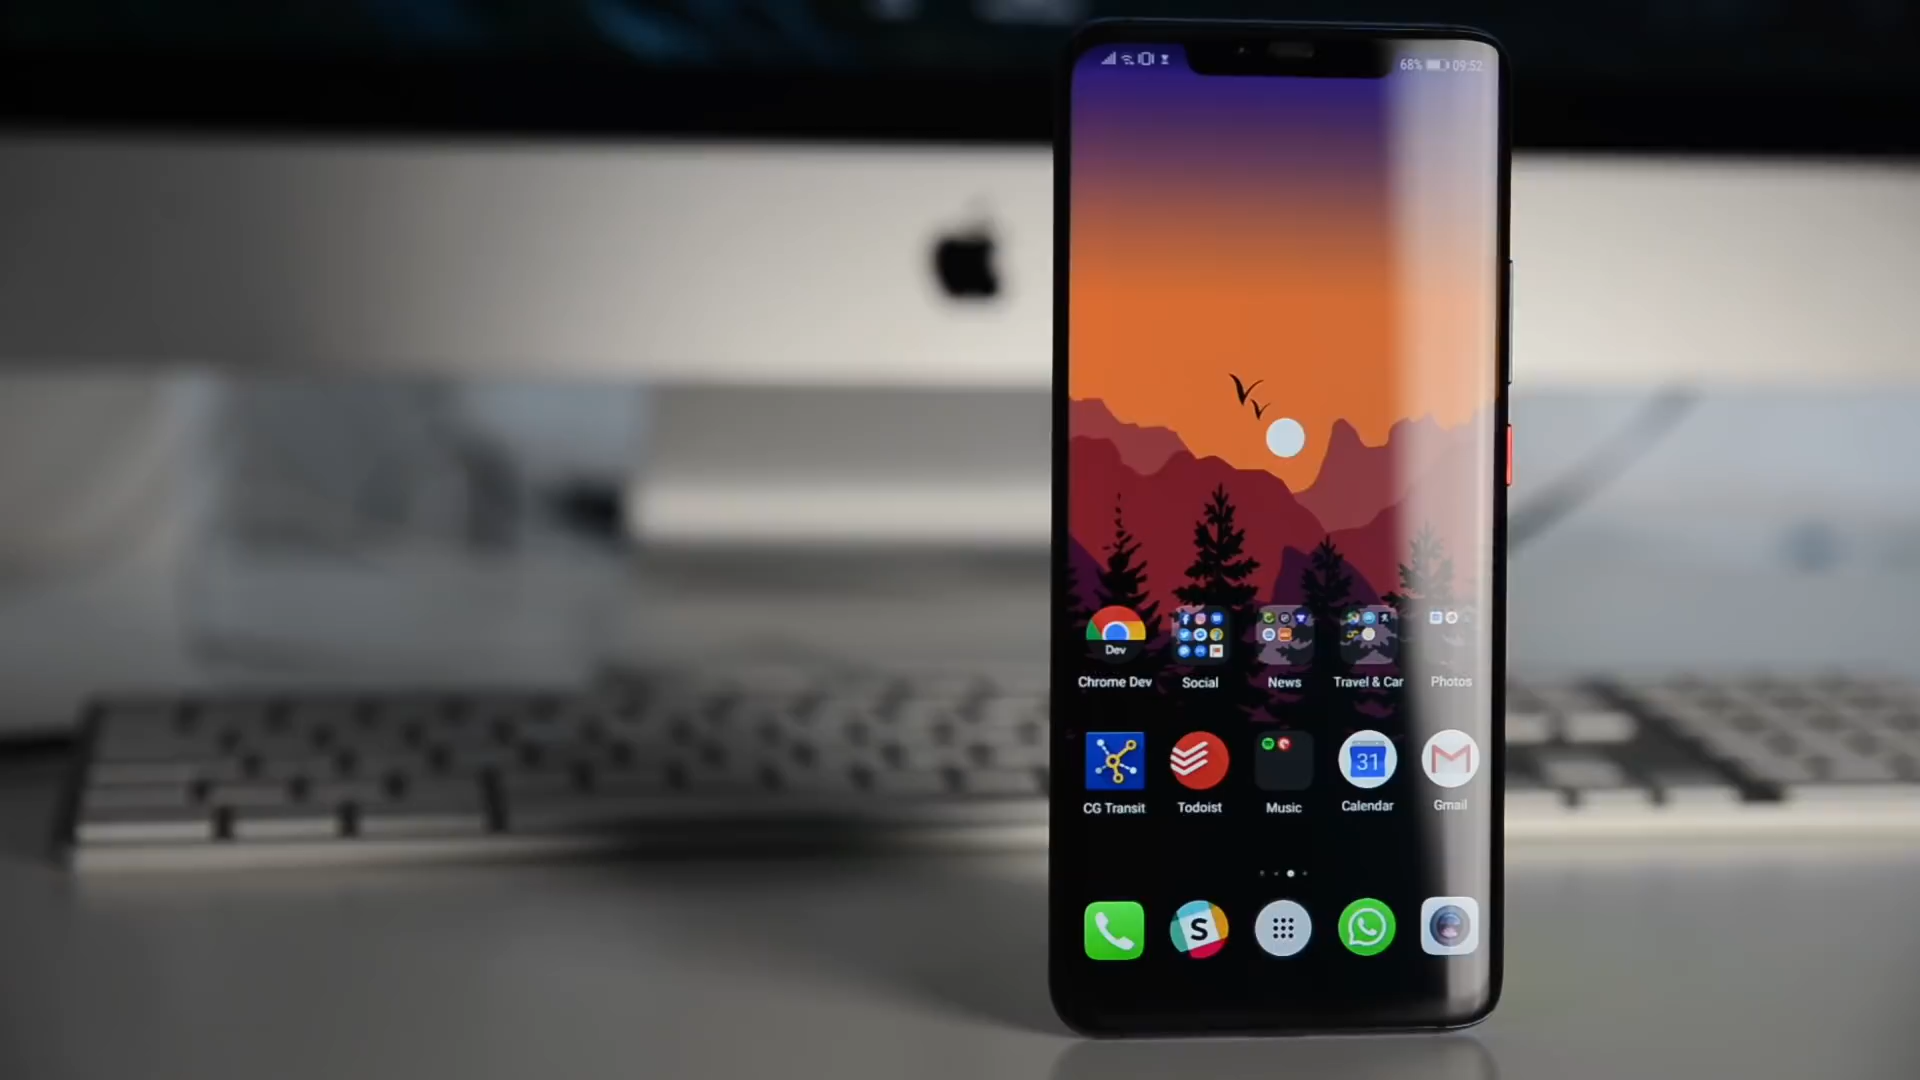 68% 09:52
Dev
Chrome Dev Social News Travel & Car Photos
31
CG Transit Todoist Music Calendar Gmail
S